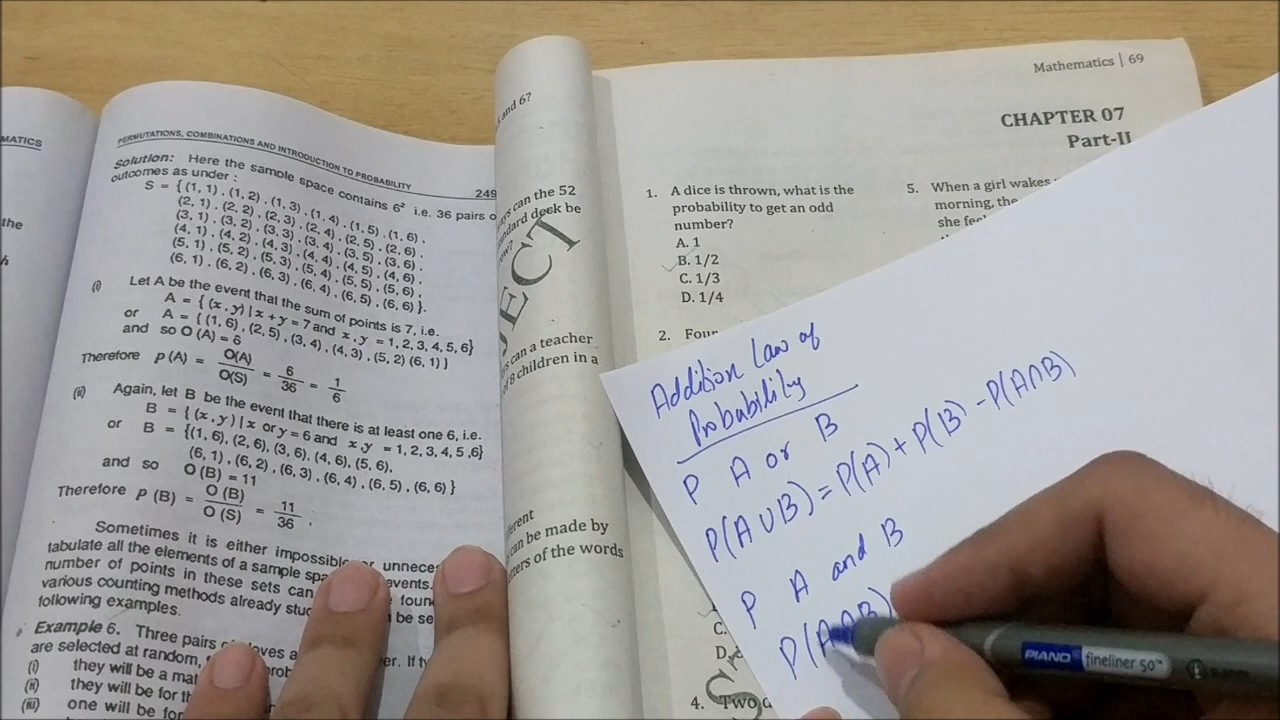 MATICS
the
h
PERMUTATIONS, COMBINATIONS AND INTRODUCTION TO PROBABILITY
249
Solution: Here the sample space contains 6² i.e. 36 pairs o
outcomes as under :
S = { (1, 1) , (1, 2) , (1, 3) , (1, 4) , (1, 5) , (1, 6) ,
(2, 1) , (2, 2) , (2, 3) , (2, 4) , (2, 5) , (2, 6) ,
(3, 1) , (3, 2) , (3, 3) , (3, 4) , (3, 5) , (3, 6) ,
(4, 1) , (4, 2) , (4, 3) , (4, 4) , (4, 5) , (4, 6) ,
(5, 1) , (5, 2) , (5, 3) , (5, 4) , (5, 5) , (5, 6) ,
(6, 1) , (6, 2) , (6, 3) , (6, 4) , (6, 5) , (6, 6) }.
(i) Let A be the event that the sum of points is 7, i.e.
A = { (x, y) | x + y = 7 and x, y = 1, 2, 3, 4, 5, 6}
or A = { (1, 6) , (2, 5) , (3, 4) , (4, 3) , (5, 2) (6, 1) }
and so O (A) = 6
Therefore P (A) = O(A)/O(S) = 6/36 = 1/6
(ii) Again, let B be the event that there is at least one 6, i.e.
B = { (x, y) | x or y = 6 and x, y = 1, 2, 3, 4, 5 ,6}
or B = {(1, 6), (2, 6), (3, 6), (4, 6), (5, 6).
(6, 1) , (6, 2) , (6, 3) , (6, 4) , (6, 5) , (6, 6) }
and so O (B) = 11
Therefore P (B) = O (B)/O (S) = 11/36 ,
Sometimes it is either impossible or unnece
tabulate all the elements of a sample spa events.
number of points in these sets can foun
various counting methods already stu be se
following examples.
Example 6. Three pairs
are selected at random, If
(i) they will be a mat
(ii) they will be for th
(iii) one will be for
and 6?
can the 52
deck be
JECT
can a teacher
of 8 children in a
can be made by
of the words
Mathematics | 69
CHAPTER 07
Part-II
1. A dice is thrown, what is the
probability to get an odd
number?
A. 1
B. 1/2
C. 1/3
D. 1/4
2. Four
C.
D.
4. Two
5. When a girl wakes
morning, the
she fee
Addition Law of
Probability
P A or B
P(A∪B) = P(A) + P(B) - P(A∩B)
P A and B
P(A∩B)
PIANO fineliner 50™